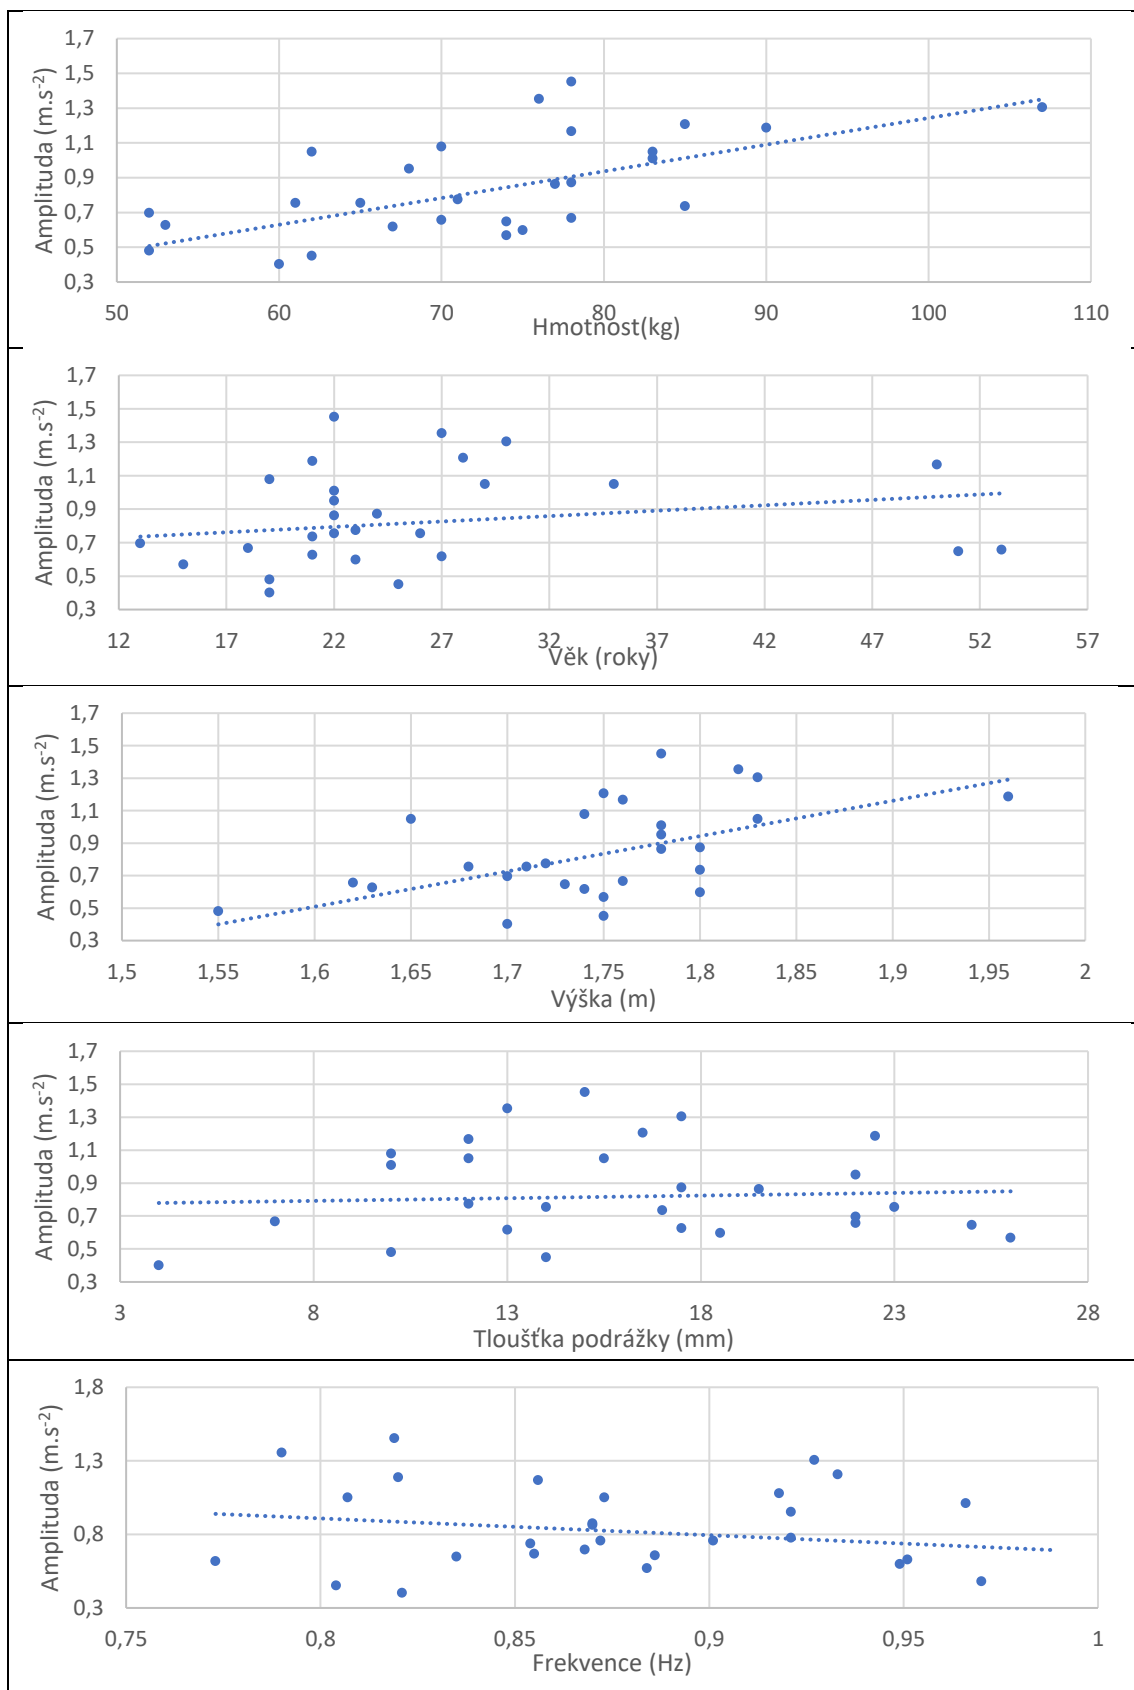 1,7
1,5
1,3
1,1
0,9
0,7
0,5
0,3
Amplituda (m.s-2)
50 60 70 80 90 100 110
Hmotnost(kg)
1,7
1,5
1,3
1,1
0,9
0,7
0,5
0,3
Amplituda (m.s-2)
12 17 22 27 32 37 42 47 52 57
Věk (roky)
1,7
1,5
1,3
1,1
0,9
0,7
0,5
0,3
Amplituda (m.s-2)
1,5 1,55 1,6 1,65 1,7 1,75 1,8 1,85 1,9 1,95 2
Výška (m)
1,7
1,5
1,3
1,1
0,9
0,7
0,5
0,3
Amplituda (m.s-2)
3 8 13 18 23 28
Tloušťka podrážky (mm)
1,8
1,3
0,8
0,3
Amplituda (m.s-2)
0,75 0,8 0,85 0,9 0,95 1
Frekvence (Hz)